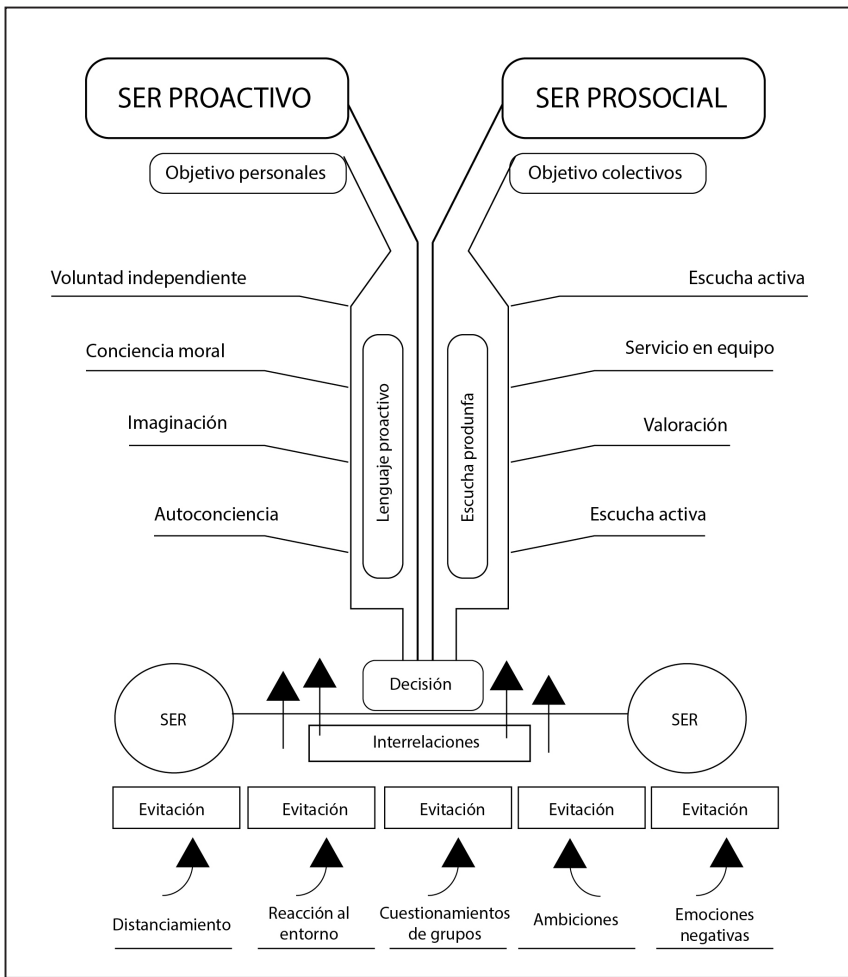 SER PROACTIVO
SER PROSOCIAL
Objetivo personales
Objetivo colectivos
Voluntad independiente
Escucha activa
Conciencia moral
Servicio en equipo
Imaginación
Valoración
Lenguaje proactivo
Escucha produnfa
Autoconciencia
Escucha activa
Decisión
SER
SER
Interrelaciones
Evitación
Evitación
Evitación
Evitación
Evitación
Distanciamiento
Reacción al
entorno
Cuestionamientos
de grupos
Ambiciones
Emociones
negativas